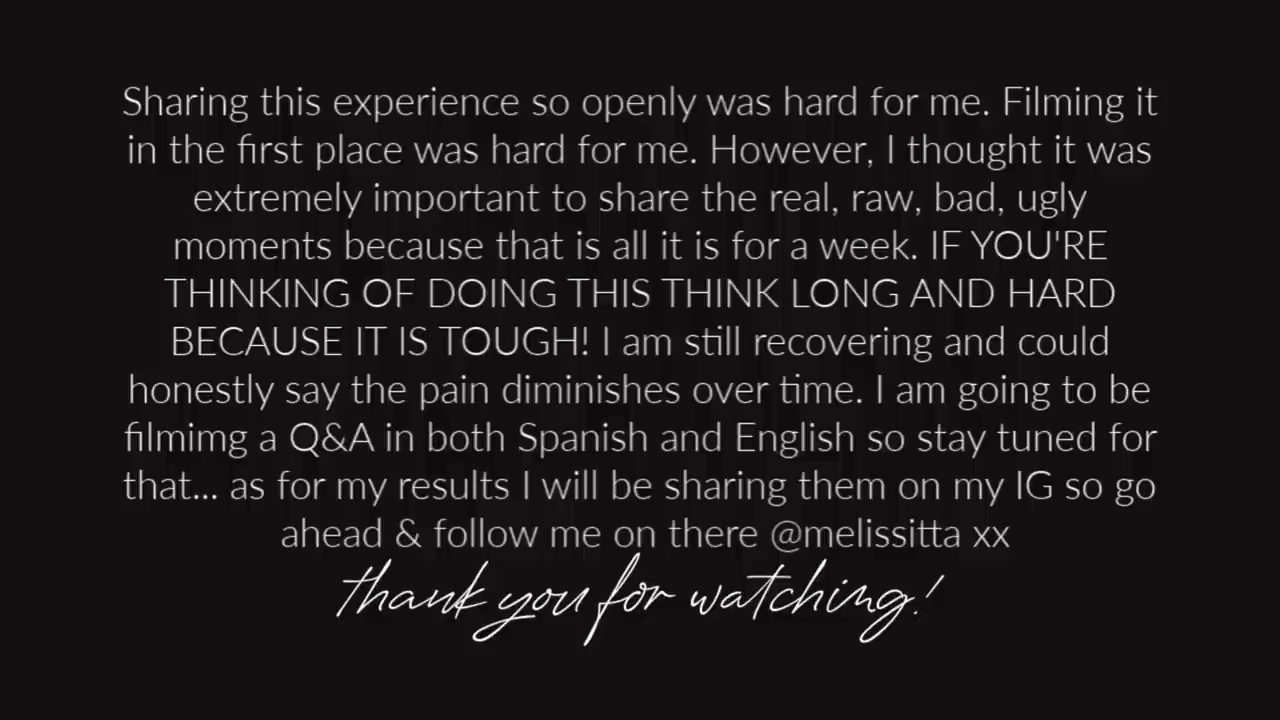 Sharing this experience so openly was hard for me. Filming it
in the first place was hard for me. However, I thought it was
extremely important to share the real, raw, bad, ugly
moments because that is all it is for a week. IF YOU'RE
THINKING OF DOING THIS THINK LONG AND HARD
BECAUSE IT IS TOUGH! I am still recovering and could
honestly say the pain diminishes over time. I am going to be
filmimg a Q&A in both Spanish and English so stay tuned for
that... as for my results I will be sharing them on my IG so go
ahead & follow me on there @melissitta xx
thank you for watching!